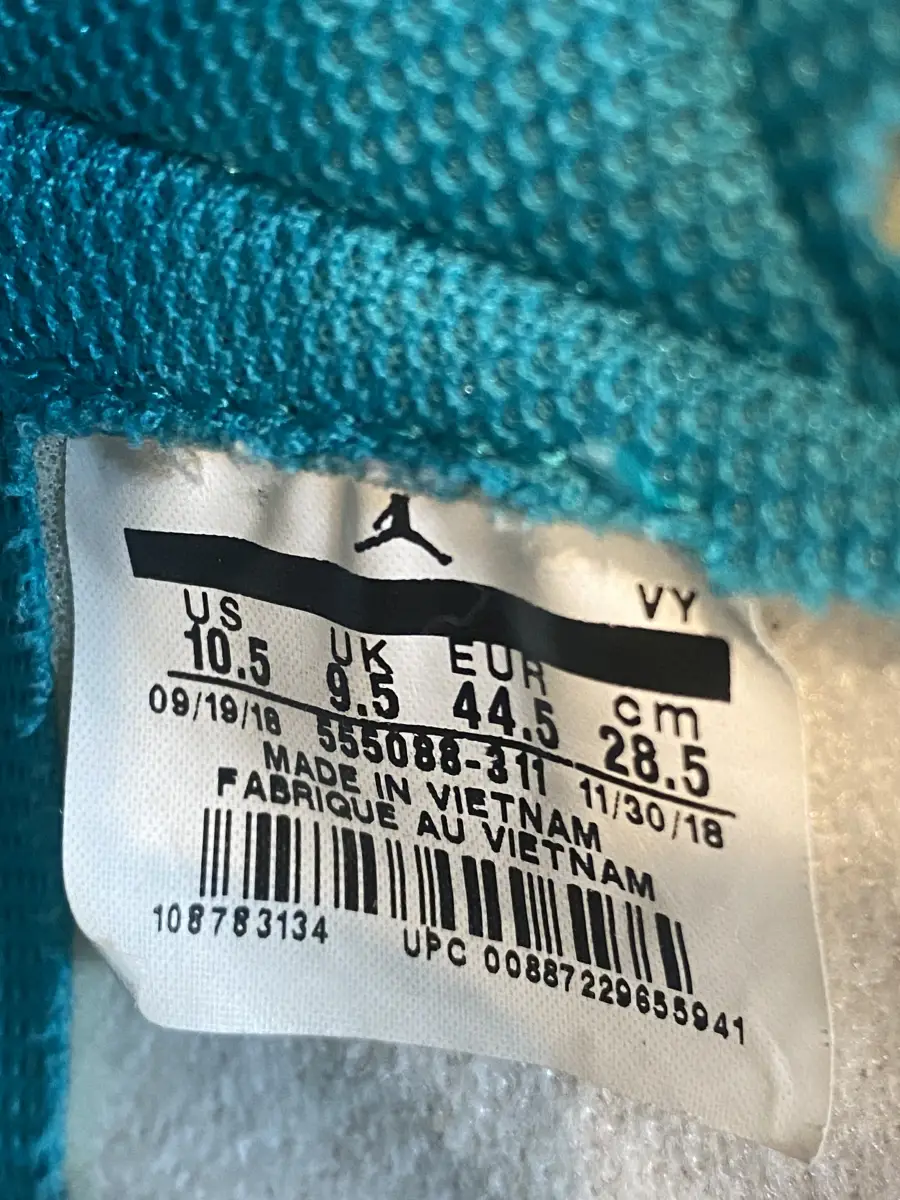 VY
US UK EUR cm
10.5 9.5 44.5 28.5
09/19/18 555088-311 11/30/18
MADE IN VIETNAM
FABRIQUE AU VIETNAM
108783134 UPC 00887229655941